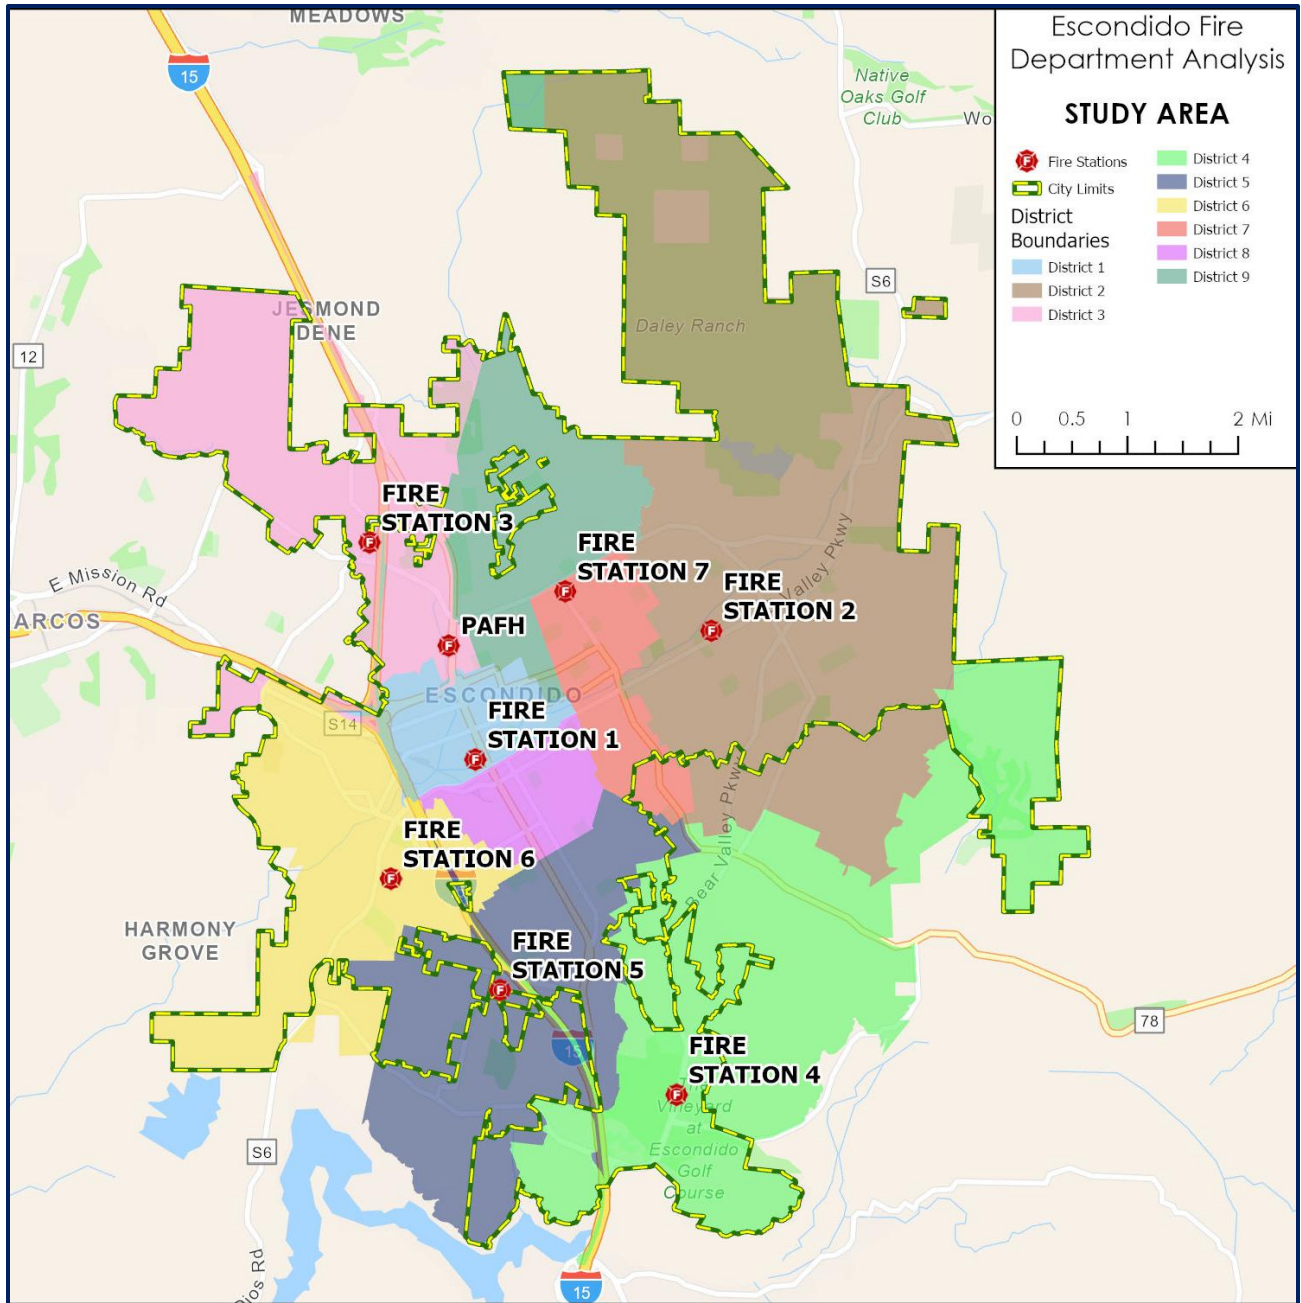 MEADOWS
15
Native
Oaks Golf
Club
Wo
Escondido Fire
Department Analysis
STUDY AREA
Fire Stations
City Limits
District
Boundaries
District 1
District 2
District 3
District 4
District 5
District 6
District 7
District 8
District 9
0 0.5 1 2 Mi
S6
JESMOND
DENE
Daley Ranch
12
FIRE
STATION 3
FIRE
STATION 7
FIRE
STATION 2
Valley Pkwy
E Mission Rd
ARCOS
PAFH
ESCONDIDO
S14
FIRE
STATION 1
Bear Valley Pkwy
FIRE
STATION 6
HARMONY
GROVE
FIRE
STATION 5
78
15
FIRE
STATION 4
The
Vineyard
at
Escondido
Golf
Course
S6
Dios Rd
15